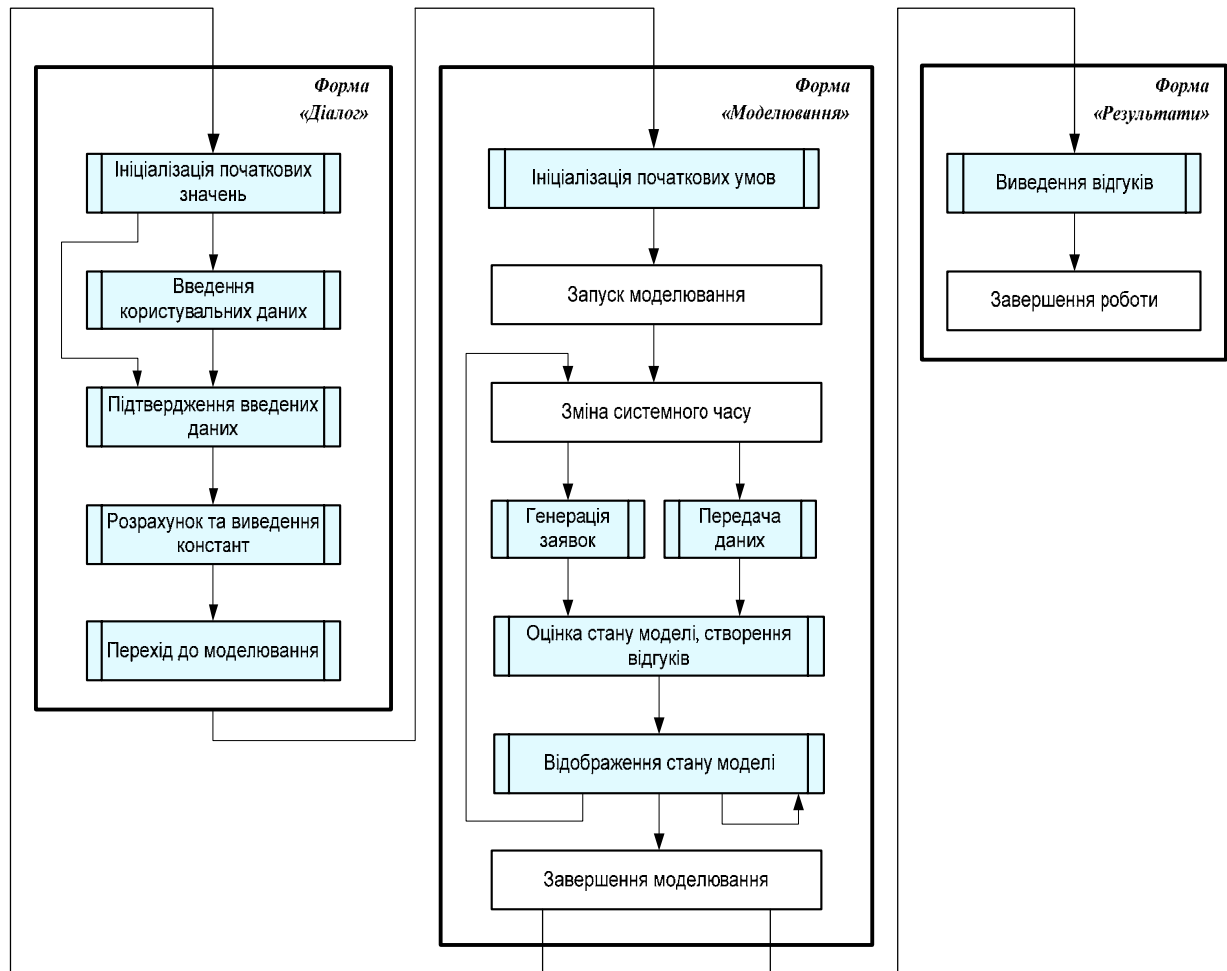 Форма
«Діалог»
Ініціалізація початкових
значень
Введення
користувальних даних
Підтвердження введених
даних
Розрахунок та виведення
констант
Перехід до моделювання
Форма
«Моделювання»
Ініціалізація початкових умов
Запуск моделювання
Зміна системного часу
Генерація
заявок
Передача
даних
Оцінка стану моделі, створення
відгуків
Відображення стану моделі
Завершення моделювання
Форма
«Результати»
Виведення відгуків
Завершення роботи